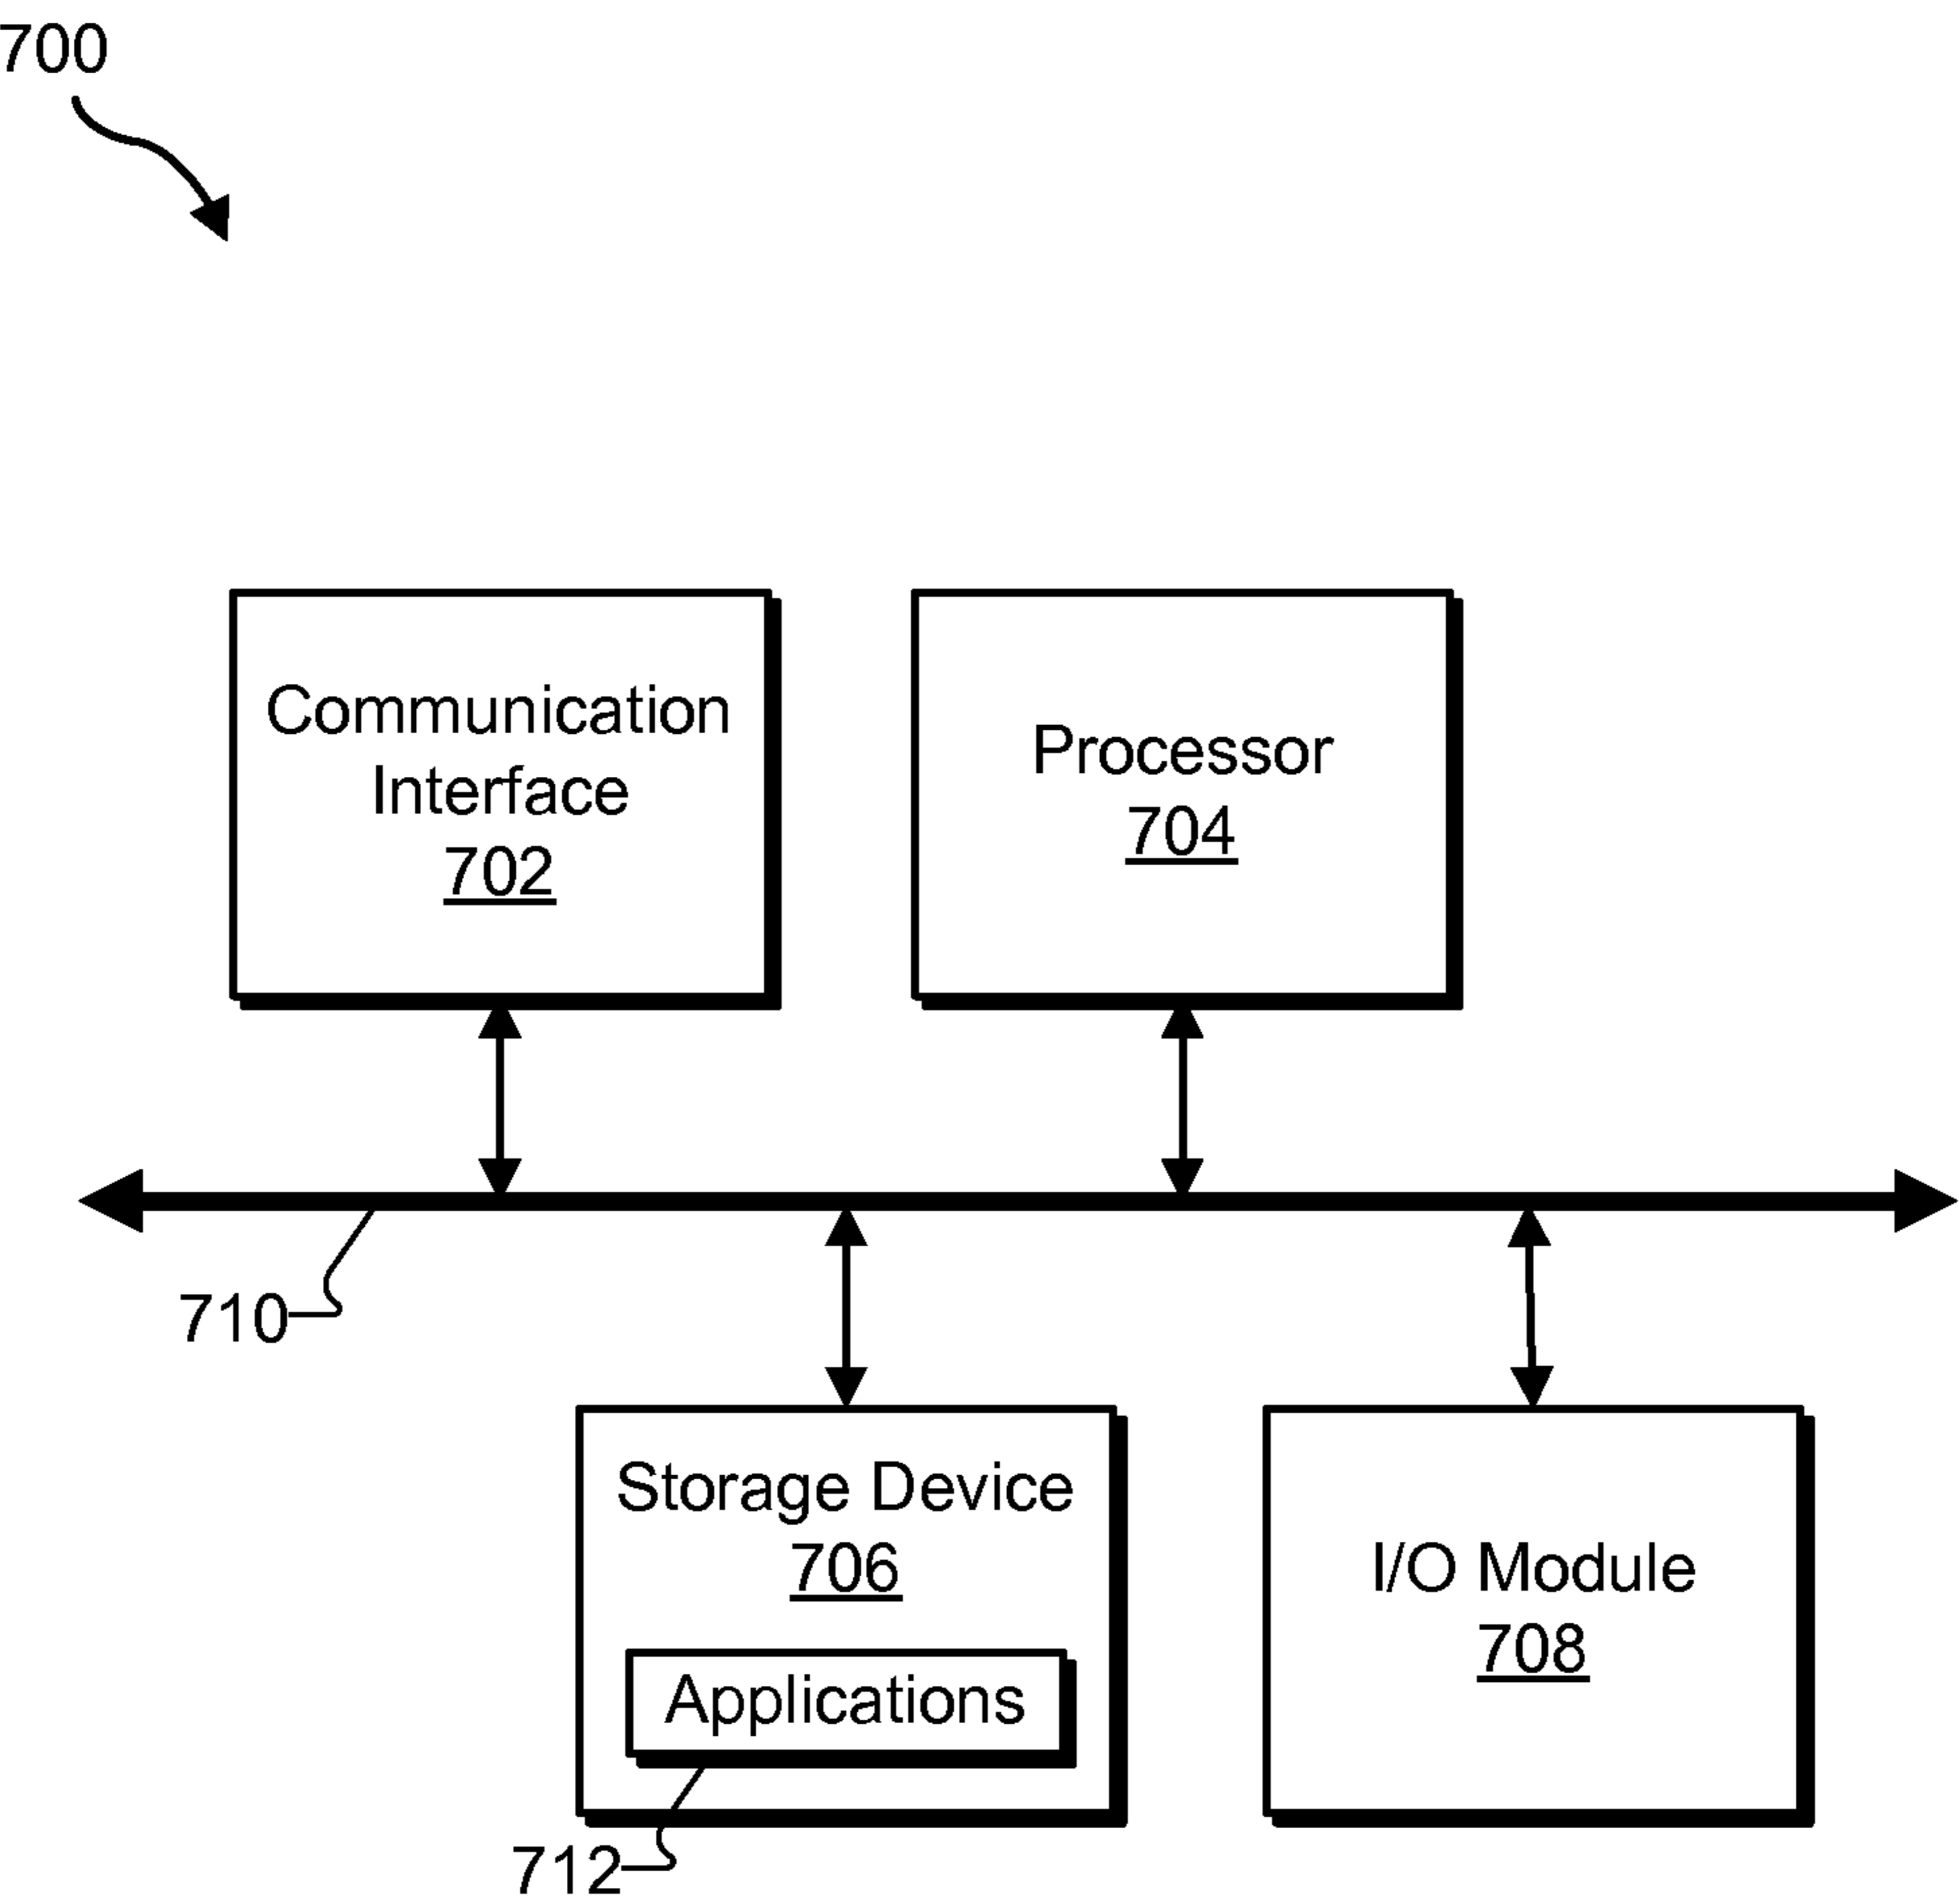 700
Communication
Interface
702
Processor
704
710
Storage Device
706
Applications
712
I/O Module
708